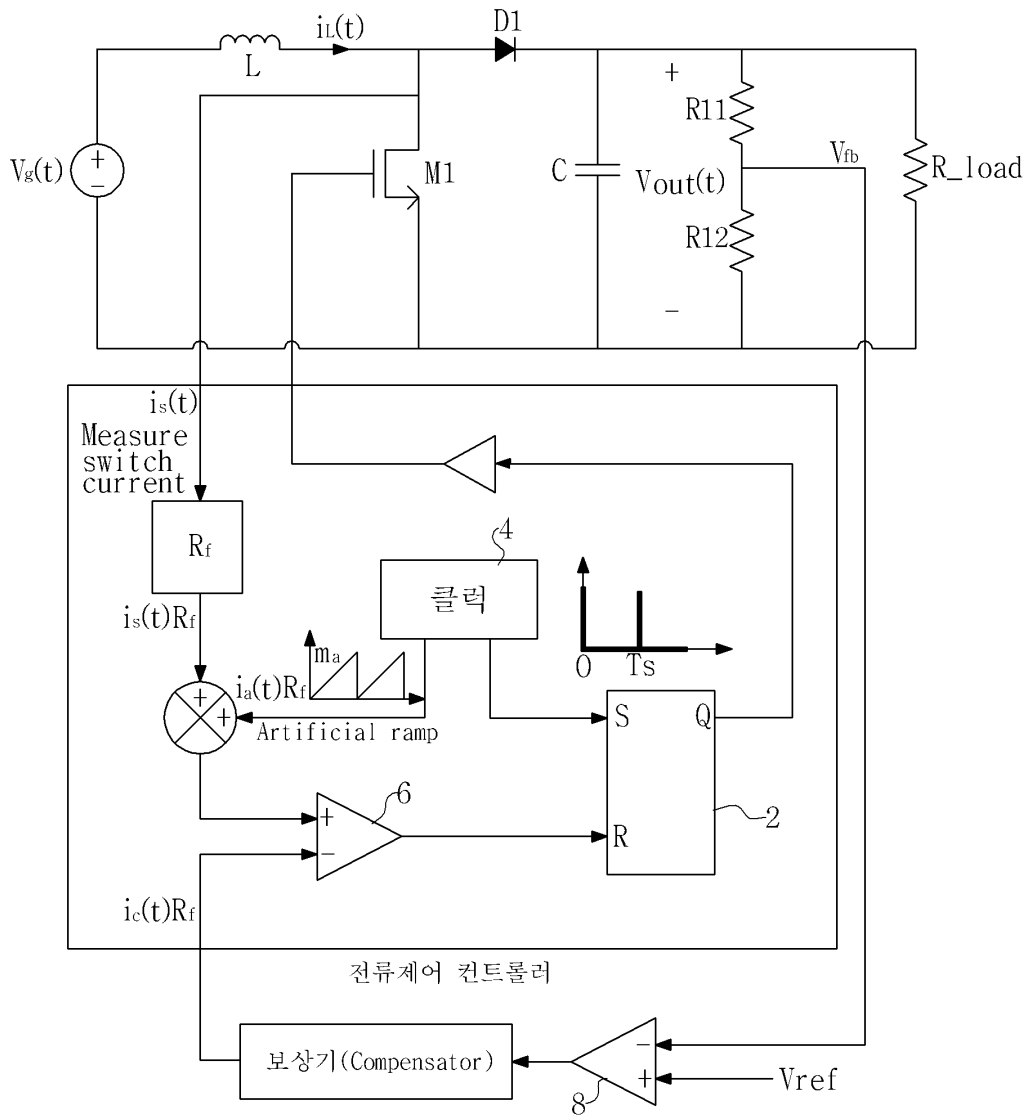 iL(t)
D1
L
Vg(t)
+
−
M1
C
+
Vout(t)
−
R11
R12
Vfb
R_load
is(t)
Measure
switch
current
Rf
is(t)Rf
4
클럭
ma
ia(t)Rf
Artificial ramp
0
Ts
+
+
S
Q
R
2
6
+
−
ic(t)Rf
전류제어 컨트롤러
보상기(Compensator)
−
+
8
Vref